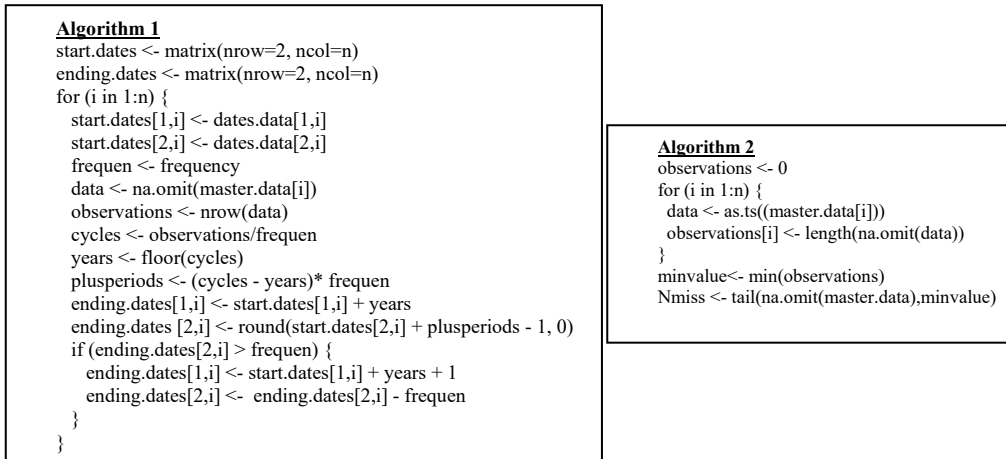 Algorithm 1
start.dates <- matrix(nrow=2, ncol=n)
ending.dates <- matrix(nrow=2, ncol=n)
for (i in 1:n) {
start.dates[1,i] <- dates.data[1,i]
start.dates[2,i] <- dates.data[2,i]
frequen <- frequency
data <- na.omit(master.data[i])
observations <- nrow(data)
cycles <- observations/frequen
years <- floor(cycles)
plusperiods <- (cycles - years)* frequen
ending.dates[1,i] <- start.dates[1,i] + years
ending.dates [2,i] <- round(start.dates[2,i] + plusperiods - 1, 0)
if (ending.dates[2,i] > frequen) {
ending.dates[1,i] <- start.dates[1,i] + years + 1
ending.dates[2,i] <-  ending.dates[2,i] - frequen
}
}
Algorithm 2
observations <- 0
for (i in 1:n) {
data <- as.ts((master.data[i]))
observations[i] <- length(na.omit(data))
}
minvalue<- min(observations)
Nmiss <- tail(na.omit(master.data),minvalue)